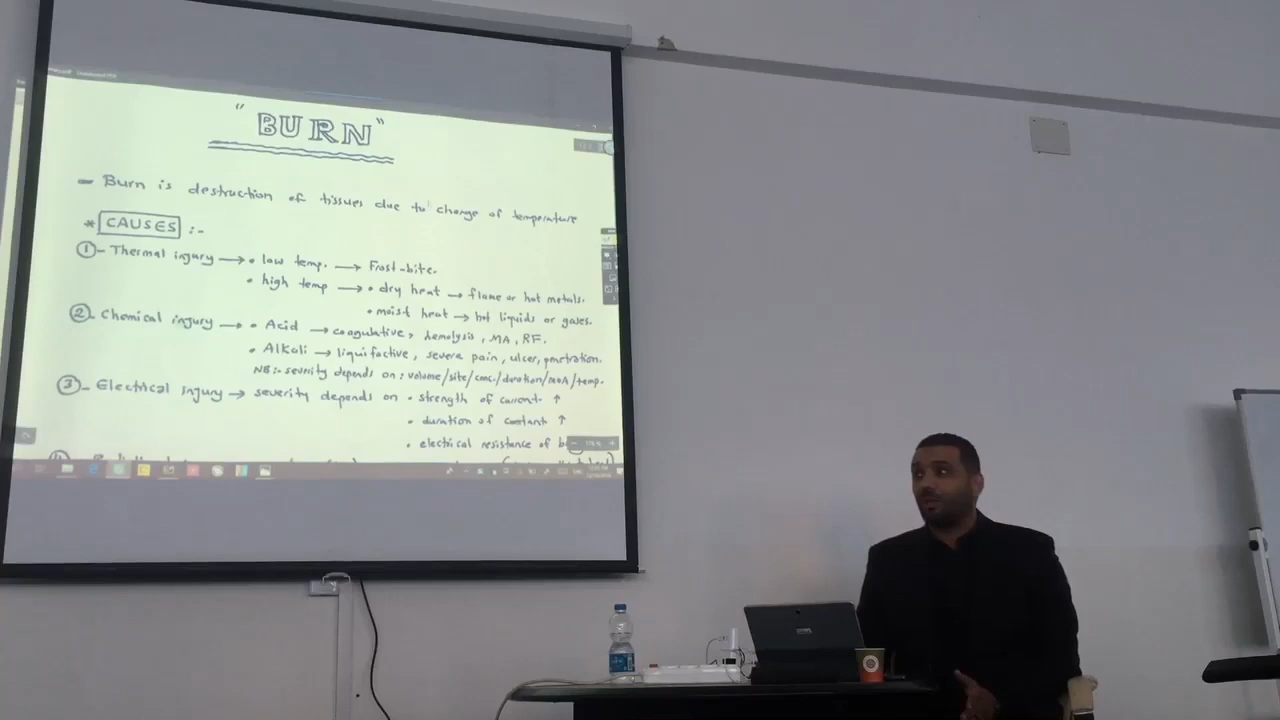 "BURN"
- Burn is destruction of tissues due to change of temperature
* CAUSES :-
①- Thermal injury → • low temp. → Frost-bite.
• high temp → • dry heat → flame or hot metals.
• moist heat → hot liquids or gases.
②- Chemical injury → • Acid → coagulative, hemolysis, MA, RF.
• Alkali → liquifactive, severe pain, ulcer, penetration.
NB:- severity depends on: volume/site/conc./duration/ /temp.
③- Electrical injury → severity depends on • strength of current ↑
• duration of contact ↑
• electrical resistance of